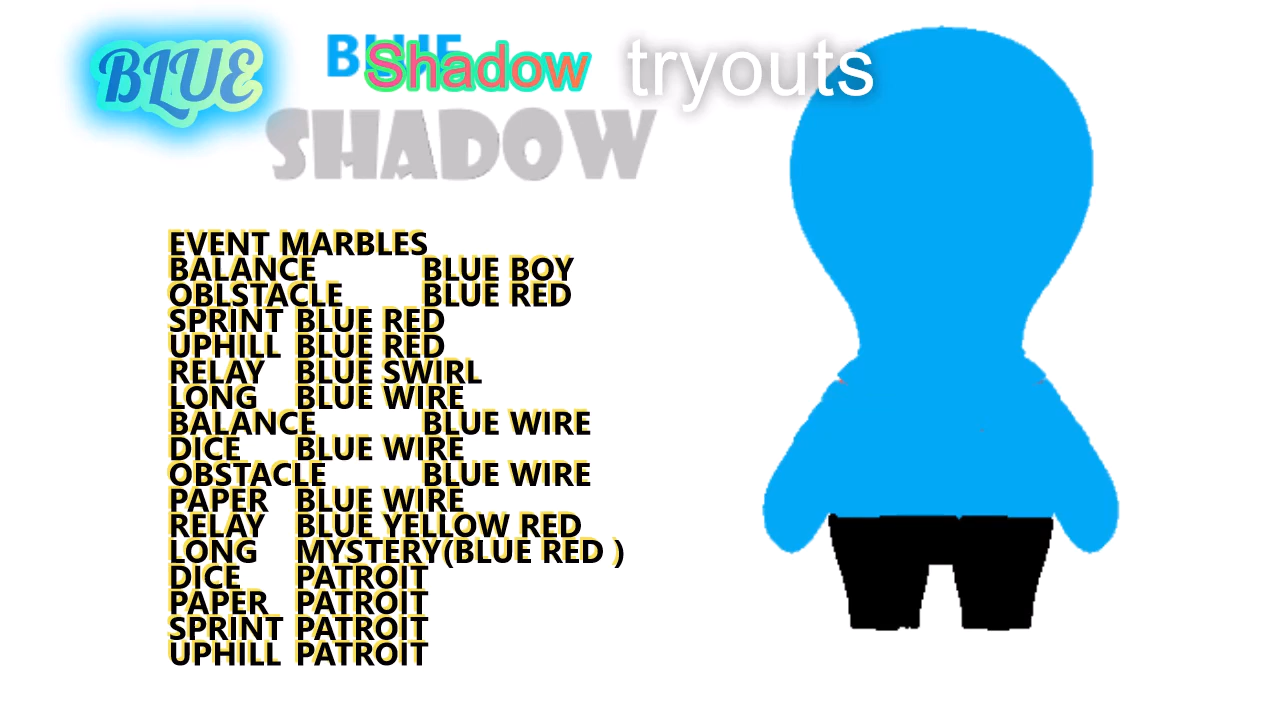 BLUE Shadow tryouts
BLUE
SHADOW
EVENT MARBLES
BALANCE BLUE BOY
OBLSTACLE BLUE RED
SPRINT BLUE RED
UPHILL BLUE RED
RELAY BLUE SWIRL
LONG BLUE WIRE
BALANCE BLUE WIRE
DICE BLUE WIRE
OBSTACLE BLUE WIRE
PAPER BLUE WIRE
RELAY BLUE YELLOW RED
LONG MYSTERY(BLUE RED )
DICE PATROIT
PAPER PATROIT
SPRINT PATROIT
UPHILL PATROIT